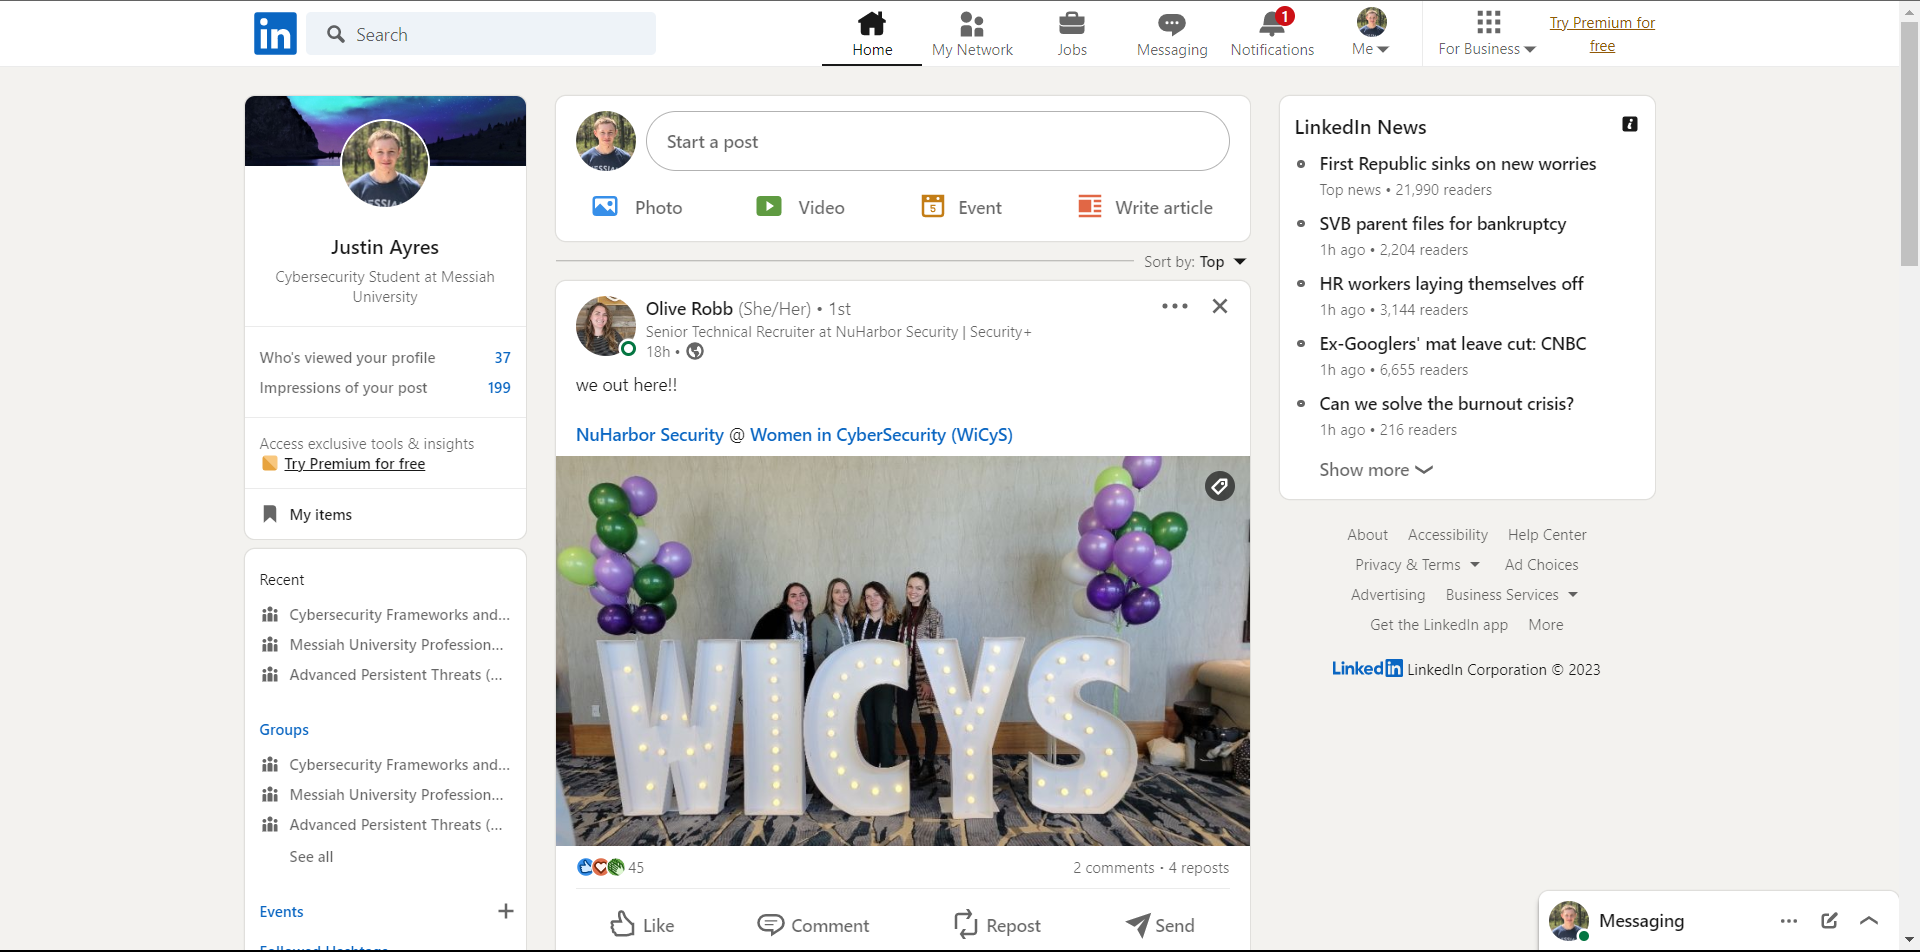 in
Search
Home
My Network
Jobs
Messaging
1
Notifications
Me
For Business
Try Premium for
free
Justin Ayres
Cybersecurity Student at Messiah
University
Who's viewed your profile 37
Impressions of your post 199
Access exclusive tools & insights
Try Premium for free
My items
Recent
Cybersecurity Frameworks and...
Messiah University Profession...
Advanced Persistent Threats (...
Groups
Cybersecurity Frameworks and...
Messiah University Profession...
Advanced Persistent Threats (...
See all
Events
Followed Hashtags
Start a post
Photo
Video
5
Event
Write article
Sort by: Top
Olive Robb (She/Her) • 1st
Senior Technical Recruiter at NuHarbor Security | Security+
18h •
we out here!!
NuHarbor Security @ Women in CyberSecurity (WiCyS)
WICYS
45
2 comments • 4 reposts
Like
Comment
Repost
Send
LinkedIn News
First Republic sinks on new worries
Top news • 21,990 readers
SVB parent files for bankruptcy
1h ago • 2,204 readers
HR workers laying themselves off
1h ago • 3,144 readers
Ex-Googlers' mat leave cut: CNBC
1h ago • 6,655 readers
Can we solve the burnout crisis?
1h ago • 216 readers
Show more
About Accessibility Help Center
Privacy & Terms Ad Choices
Advertising Business Services
Get the LinkedIn app More
LinkedIn LinkedIn Corporation © 2023
Messaging